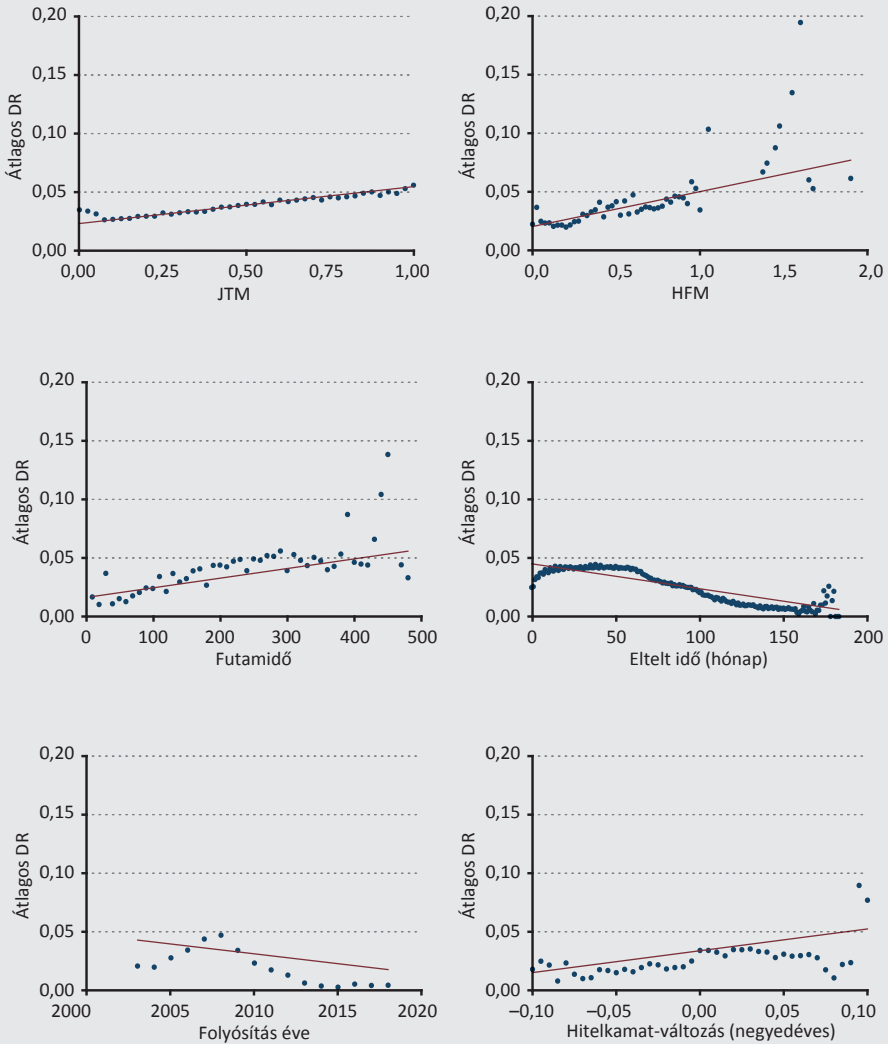 Átlagos DR
0,20
0,15
0,10
0,05
0,00
0,00 0,25 0,50 0,75 1,00
JTM
Átlagos DR
0,20
0,15
0,10
0,05
0,00
0,0 0,5 1,0 1,5 2,0
HFM
Átlagos DR
0,20
0,15
0,10
0,05
0,00
0 100 200 300 400 500
Futamidő
Átlagos DR
0,20
0,15
0,10
0,05
0,00
0 50 100 150 200
Eltelt idő (hónap)
Átlagos DR
0,20
0,15
0,10
0,05
0,00
2000 2005 2010 2015 2020
Folyósítás éve
Átlagos DR
0,20
0,15
0,10
0,05
0,00
–0,10 –0,05 0,00 0,05 0,10
Hitelkamat-változás (negyedéves)